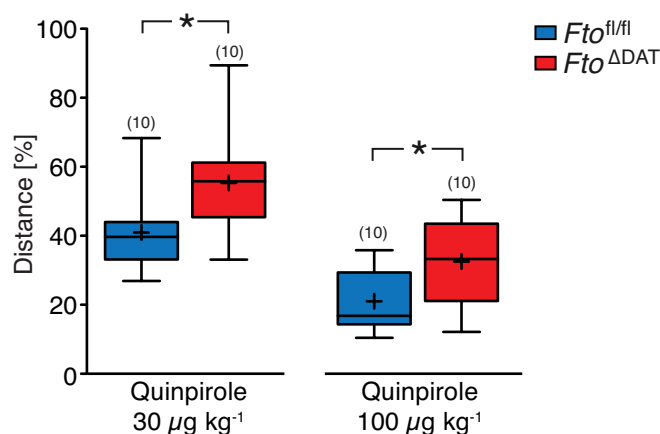 100
80
60
40
20
0
Distance [%]
*
(10)
(10)
*
(10)
(10)
Fto fl/fl
Fto ΔDAT
Quinpirole
30 µg kg-1
Quinpirole
100 µg kg-1